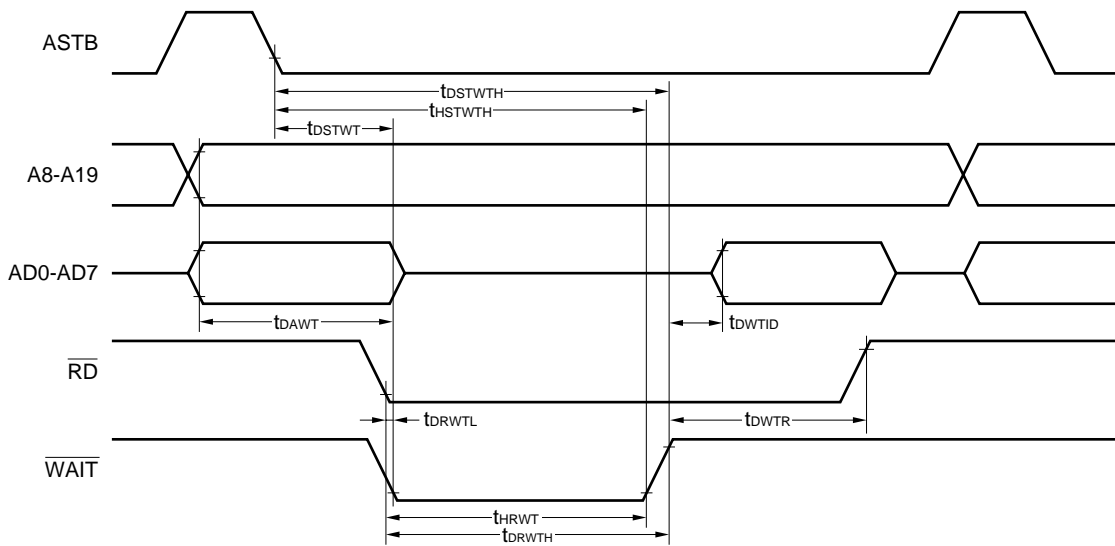 ASTB
tDSTWTH
tHSTWTH
tDSTWT
A8-A19
AD0-AD7
tDAWT
tDWTID
RD
tDRWTL
tDWTR
WAIT
tHRWT
tDRWTH